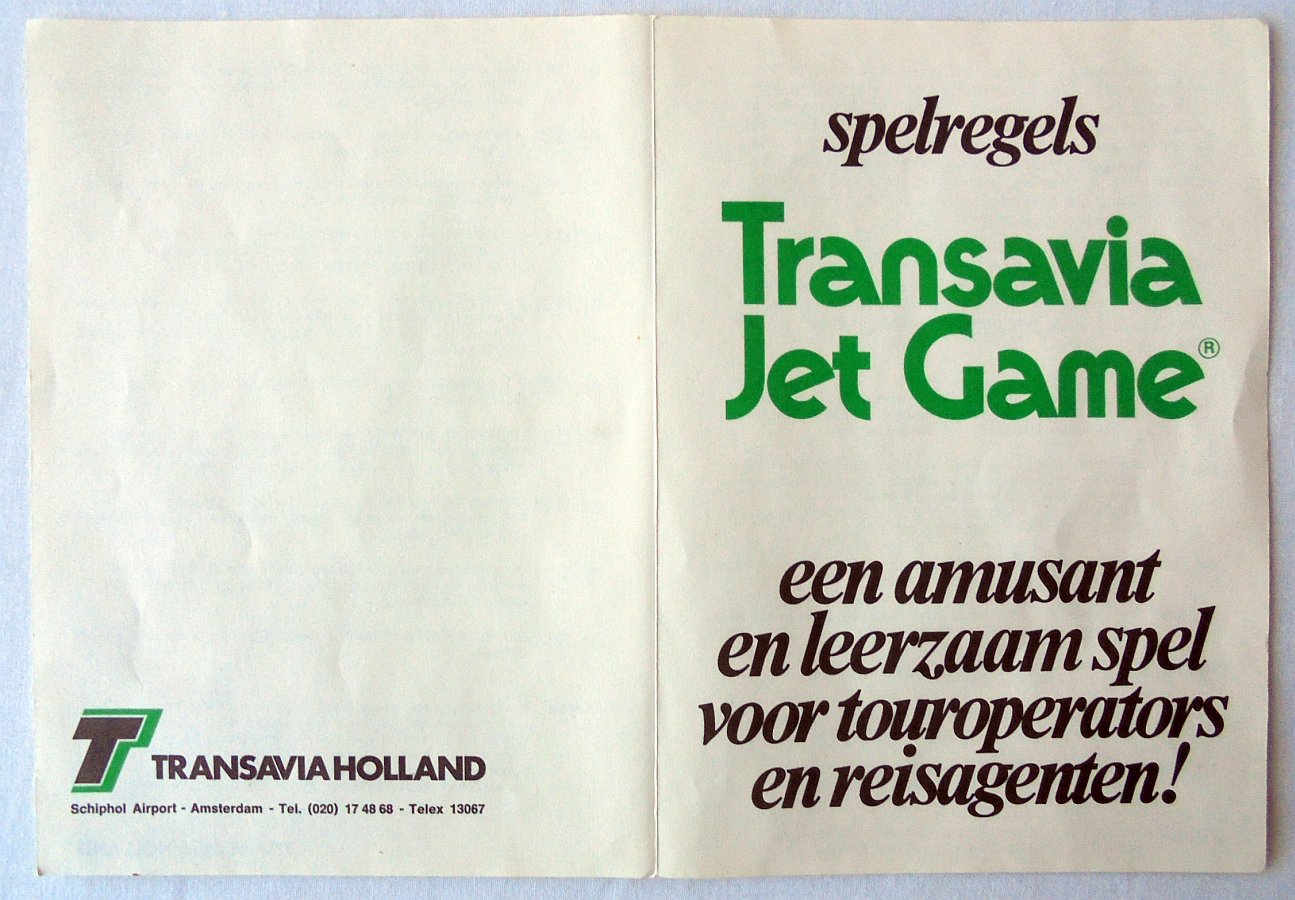 TRANSAVIA HOLLAND
Schiphol Airport - Amsterdam - Tel. (020) 17 48 68 - Telex 13067
spelregels
Transavia
Jet Game®
een amusant
en leerzaam spel
voor touroperators
en reisagenten!